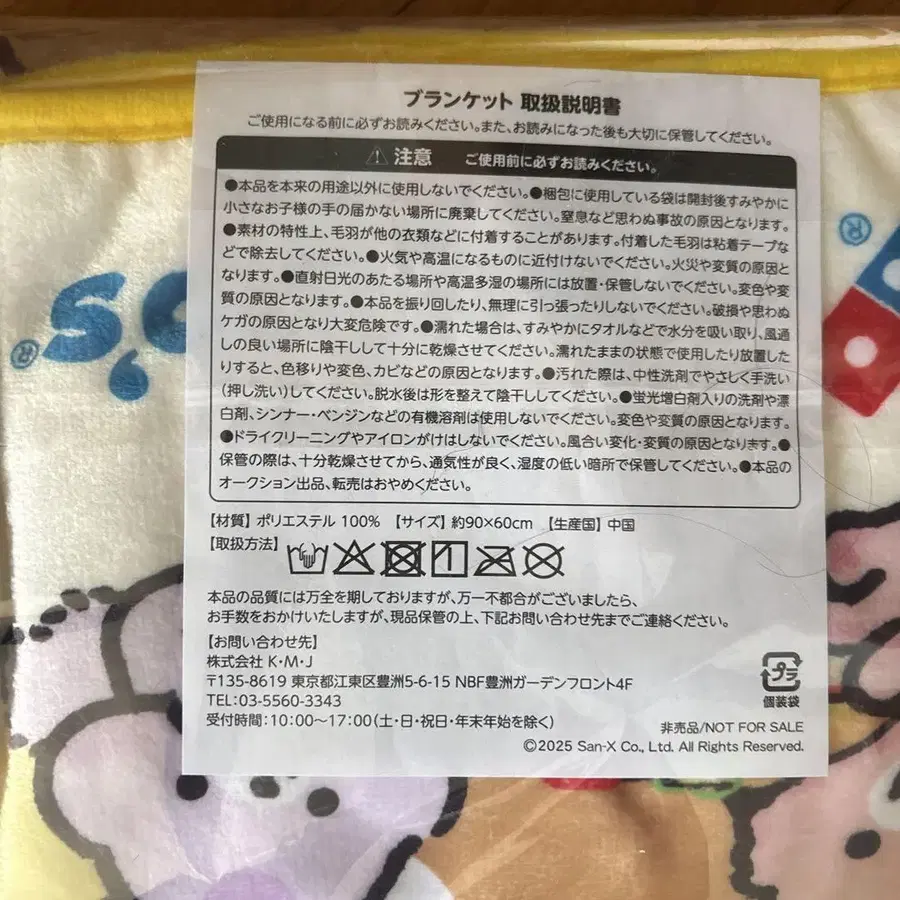 ブランケット 取扱説明書
ご使用になる前に必ずお読みください。また、お読みになった後も大切に保管してください。
注意 ご使用前に必ずお読みください。
●本品を本来の用途以外に使用しないでください。●梱包に使用している袋は開封後すみやかに
小さなお子様の手の届かない場所に廃棄してください。窒息など思わぬ事故の原因となります。
●素材の特性上、毛羽が他の衣類などに付着することがあります。付着した毛羽は粘着テープな
どで除去してください。●火気や高温になるものに近付けないでください。火災や変質の原因と
なります。●直射日光のあたる場所や高温多湿の場所には放置・保管しないでください。変色や変
質の原因となります。●本品を振り回したり、無理に引っ張ったりしないでください。破損や思わぬ
ケガの原因となり大変危険です。●濡れた場合は、すみやかにタオルなどで水分を吸い取り、風通
しの良い場所に陰干しして十分に乾燥させてください。濡れたままの状態で使用したり放置した
りすると、色移りや変色、カビなどの原因となります。●汚れた際は、中性洗剤でやさしく手洗い
(押し洗い)してください。脱水後は形を整えて陰干ししてください。●蛍光増白剤入りの洗剤や漂
白剤、シンナー・ベンジンなどの有機溶剤は使用しないでください。変色や変質の原因となります。
●ドライクリーニングやアイロンがけはしないでください。風合い変化・変質の原因となります。●
保管の際は、十分乾燥させてから、通気性が良く、湿度の低い暗所で保管してください。●本品の
オークション出品、転売はおやめください。
【材質】 ポリエステル 100% 【サイズ】 約90×60cm 【生産国】 中国
【取扱方法】
本品の品質には万全を期しておりますが、万一不都合がございましたら、
お手数をおかけいたしますが、現品保管の上、下記お問い合わせ先までご連絡ください。
【お問い合わせ先】
株式会社 K・M・J
〒135-8619 東京都江東区豊洲5-6-15 NBF豊洲ガーデンフロント4F
TEL:03-5560-3343
受付時間:10:00〜17:00(土・日・祝日・年末年始を除く)
プラ
個装袋
非売品/NOT FOR SALE
©2025 San-X Co., Ltd. All Rights Reserved.
®
o's
®